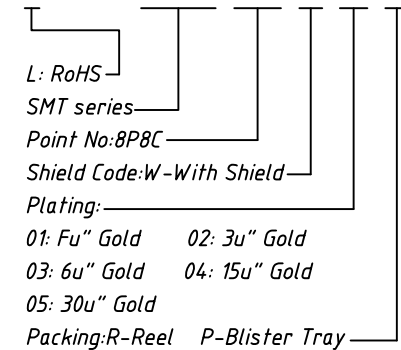 L: RoHS
SMT series
Point No:8P8C
Shield Code:W-With Shield
Plating:
01: Fu" Gold 02: 3u" Gold
03: 6u" Gold 04: 15u" Gold
05: 30u" Gold
Packing:R-Reel P-Blister Tray